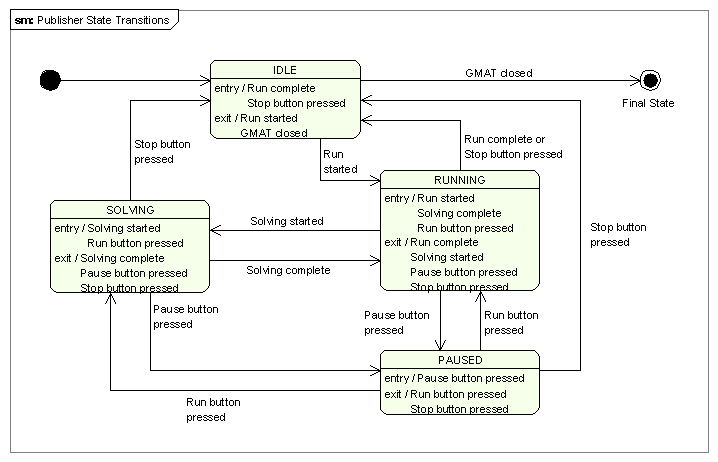 sm: Publisher State Transitions
IDLE
entry / Run complete
Stop button pressed
exit / Run started
GMAT closed
GMAT closed
Final State
Stop button
pressed
Run
started
Run complete or
Stop button pressed
RUNNING
entry / Run started
Solving complete
Run button pressed
exit / Run complete
Solving started
Pause button pressed
Stop button pressed
SOLVING
entry / Solving started
Run button pressed
exit / Solving complete
Pause button pressed
Stop button pressed
Solving started
Solving complete
Stop button
pressed
Pause button
pressed
Pause button
pressed
Run button
pressed
PAUSED
entry / Pause button pressed
exit / Run button pressed
Stop button pressed
Run button
pressed